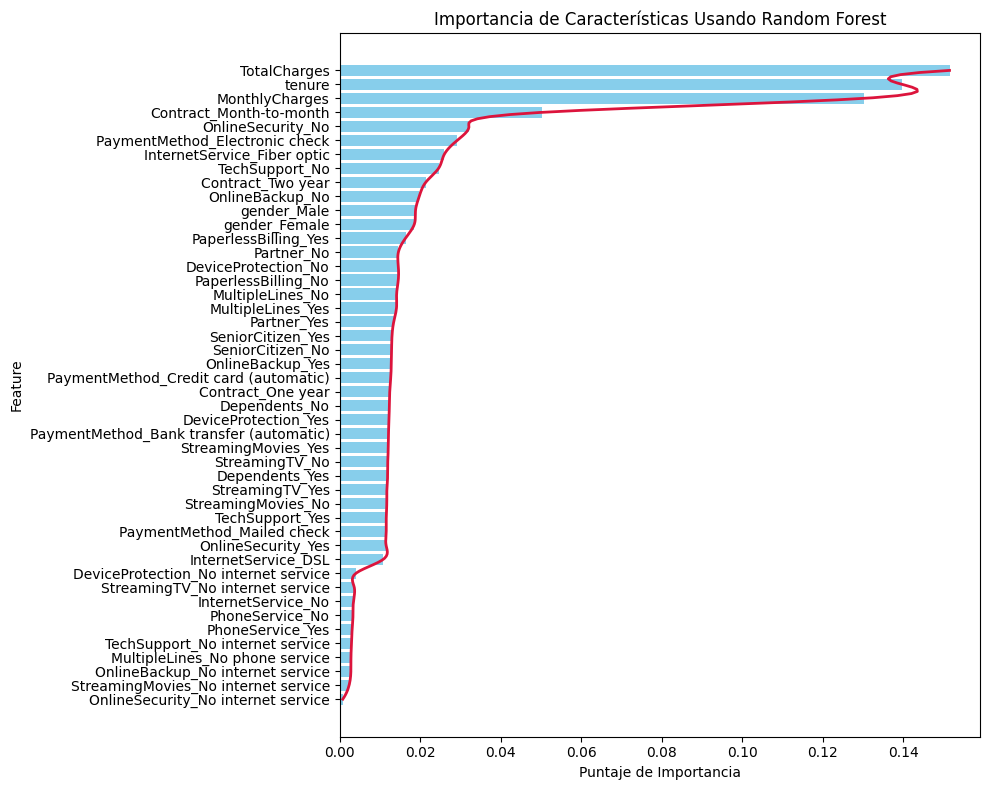 Importancia de Características Usando Random Forest
TotalCharges
tenure
MonthlyCharges
Contract_Month-to-month
OnlineSecurity_No
PaymentMethod_Electronic check
InternetService_Fiber optic
TechSupport_No
Contract_Two year
OnlineBackup_No
gender_Male
gender_Female
PaperlessBilling_Yes
Partner_No
DeviceProtection_No
PaperlessBilling_No
MultipleLines_No
MultipleLines_Yes
Partner_Yes
SeniorCitizen_Yes
SeniorCitizen_No
OnlineBackup_Yes
PaymentMethod_Credit card (automatic)
Contract_One year
Dependents_No
DeviceProtection_Yes
PaymentMethod_Bank transfer (automatic)
StreamingMovies_Yes
StreamingTV_No
Dependents_Yes
StreamingTV_Yes
StreamingMovies_No
TechSupport_Yes
PaymentMethod_Mailed check
OnlineSecurity_Yes
InternetService_DSL
DeviceProtection_No internet service
StreamingTV_No internet service
InternetService_No
PhoneService_No
PhoneService_Yes
TechSupport_No internet service
MultipleLines_No phone service
OnlineBackup_No internet service
StreamingMovies_No internet service
OnlineSecurity_No internet service
Feature
0.00 0.02 0.04 0.06 0.08 0.10 0.12 0.14
Puntaje de Importancia